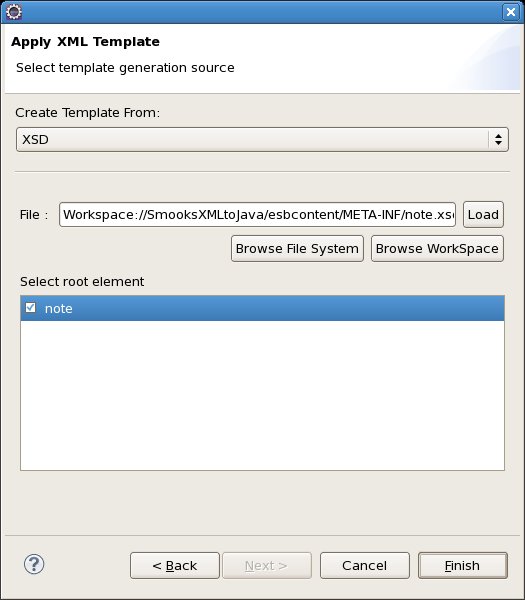 Apply XML Template
Select template generation source
Create Template From:
XSD
File : Workspace://SmooksXMLtoJava/esbcontent/META-INF/note.xs Load
Browse File System Browse WorkSpace
Select root element
note
? < Back Next > Cancel Finish